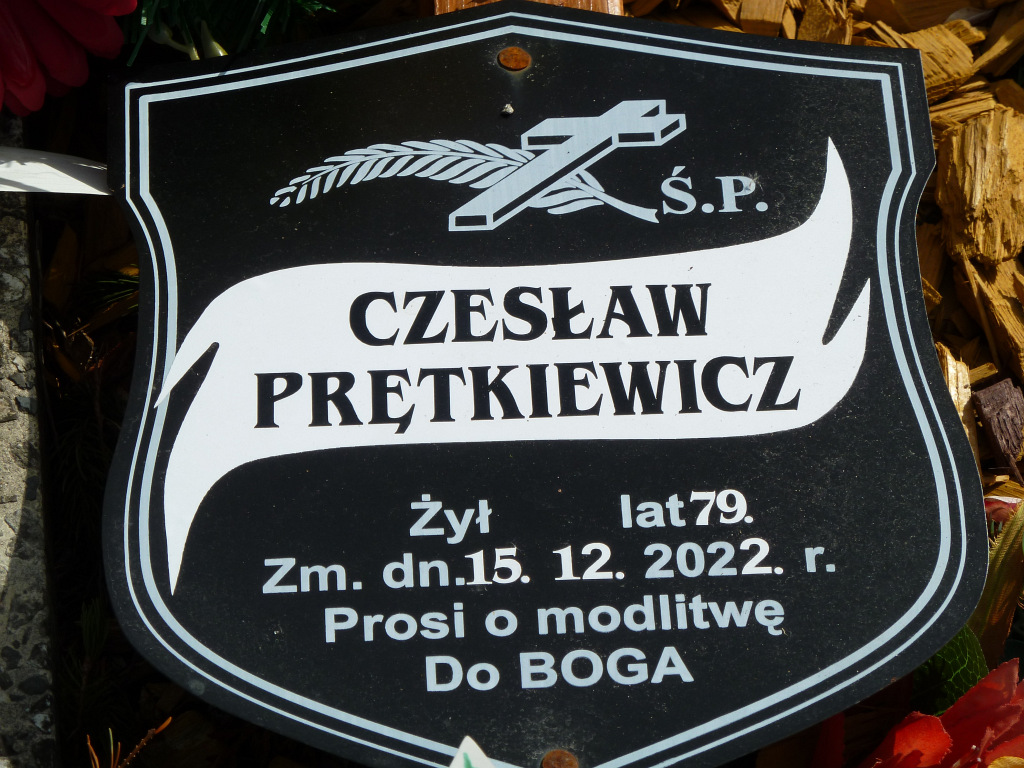 Ś.P.
CZESŁAW
PRĘTKIEWICZ
Żył lat 79.
Zm. dn. 15. 12. 2022. r.
Prosi o modlitwę
Do BOGA